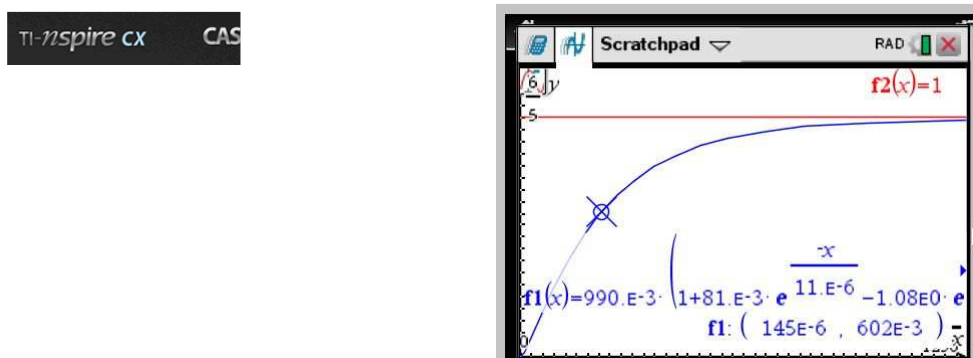 TI-nspire CX CAS
Scratchpad RAD
6 y f2(x)=1
5
-x
f1(x)=990.E-3·(1+81.E-3·e 11.E-6 -1.08E0·e
f1: ( 145E-6 , 602E-3 )
0 x